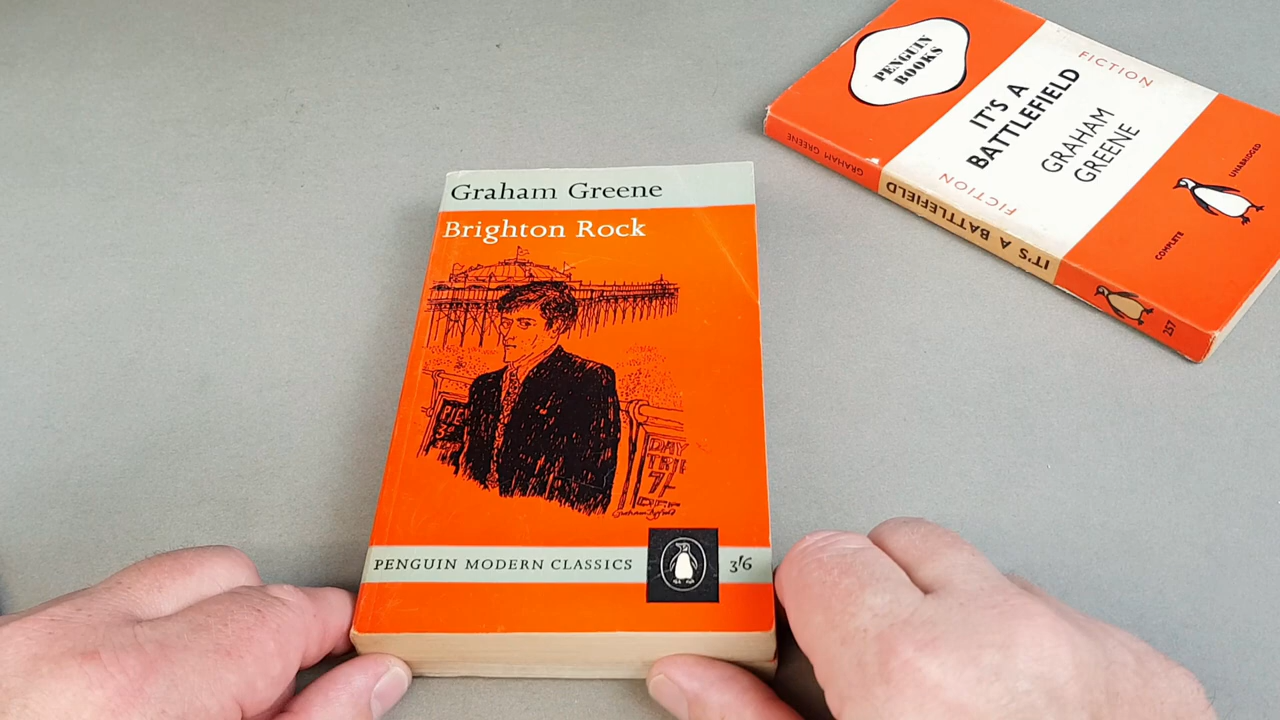 Graham Greene
Brighton Rock
PIE
DAY
TRIP
7/-
PENGUIN MODERN CLASSICS
3/6
PENGUIN
BOOKS
FICTION
IT'S A
BATTLEFIELD
GRAHAM
GREENE
FICTION
COMPLETE
UNABRIDGED
GRAHAM GREENE
IT'S A BATTLEFIELD
257